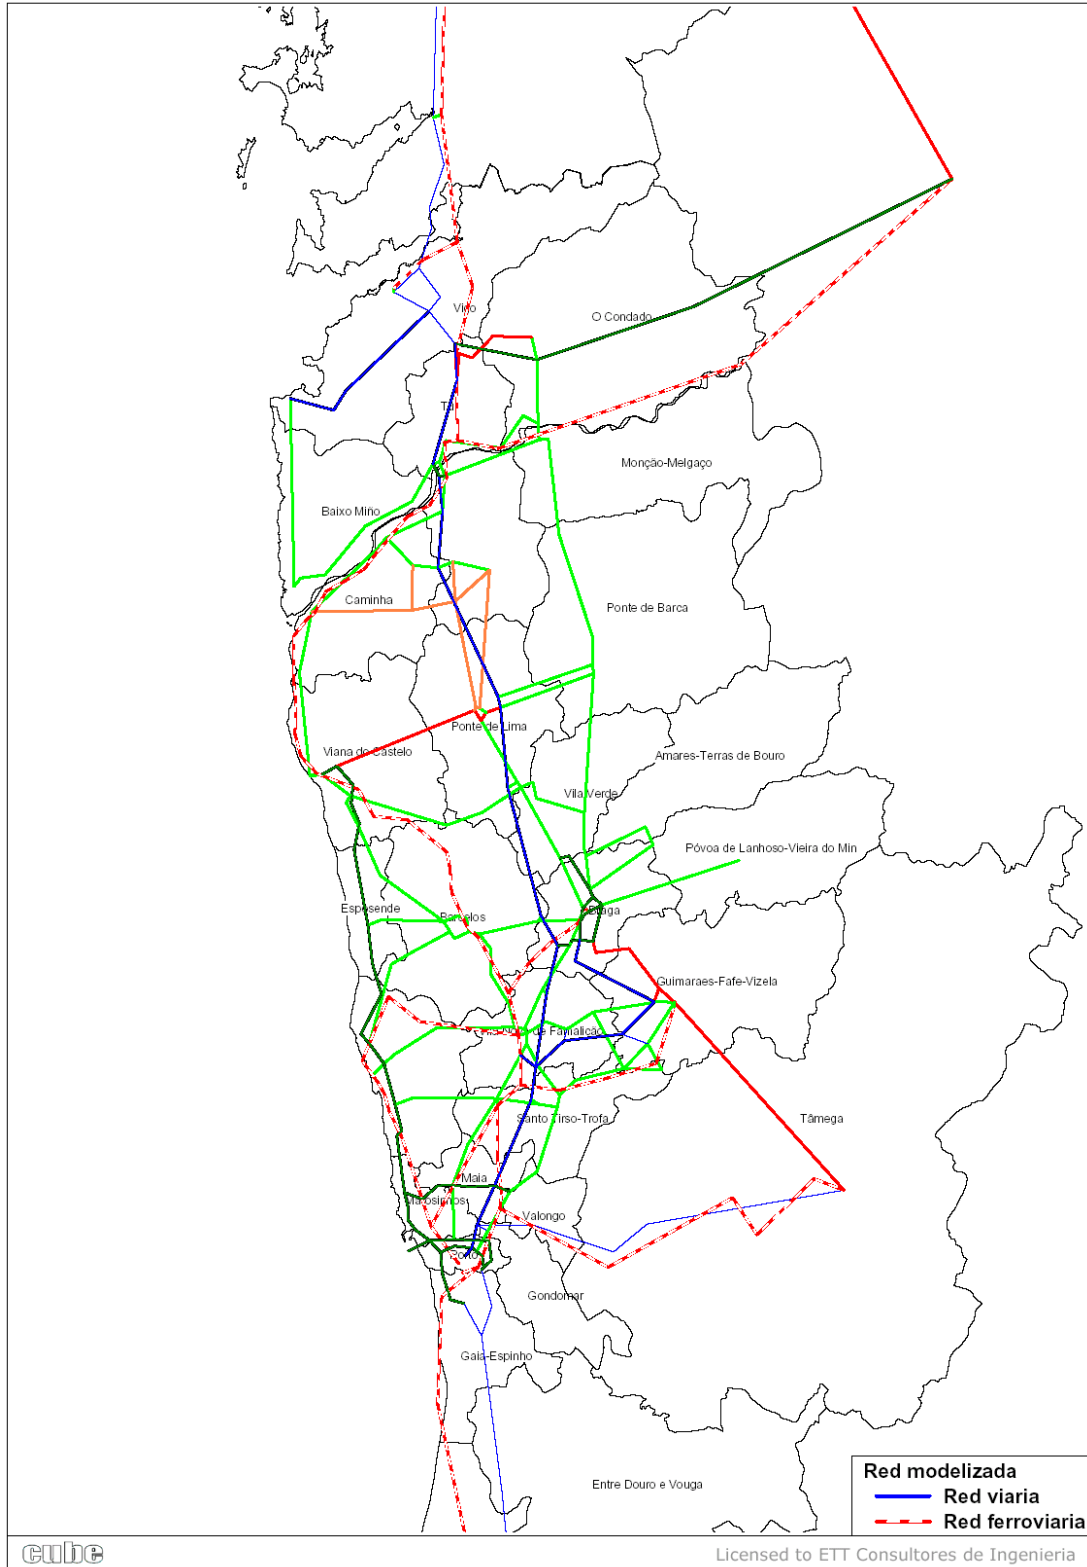 Vigo
O Condado
Tui
Monção-Melgaço
Baixo Miño
Caminha
Ponte de Barca
Ponte de Lima
Viana do Castelo
Amares-Terras de Bouro
Vila Verde
Póvoa de Lanhoso-Vieira do Min
Esposende
Barcelos
Braga
Guimaraes-Fafe-Vizela
Vila Nova de Famalicão
Santo Tirso-Trofa
Tâmega
Maia
Matosinhos
Valongo
Porto
Gondomar
Gaia-Espinho
Entre Douro e Vouga
Red modelizada
Red viaria
Red ferroviaria
cube
Licensed to ETT Consultores de Ingenieria